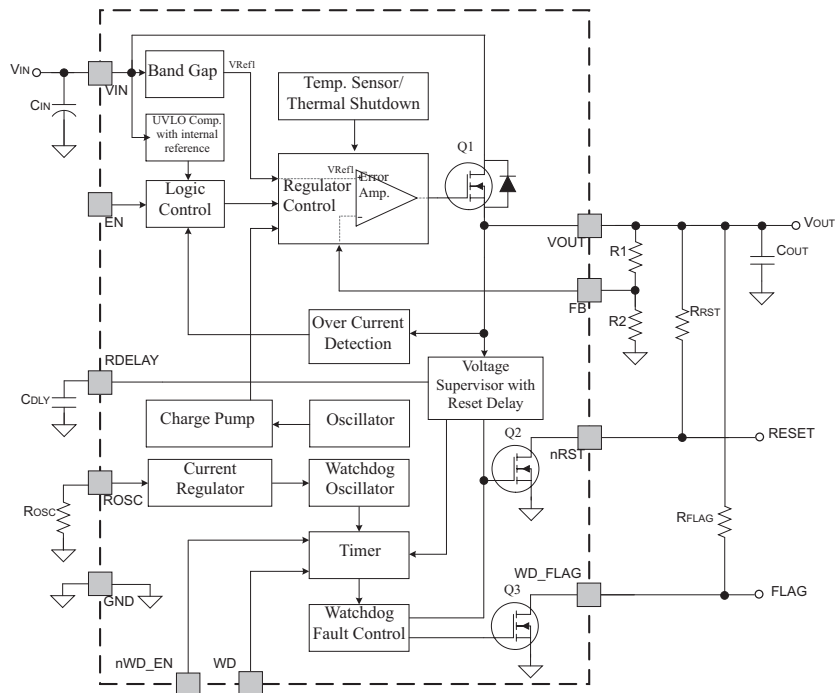 VIN
CIN
VIN
Band Gap
VRef1
Temp. Sensor/
Thermal Shutdown
UVLO Comp.
with internal
reference
Q1
EN
Logic
Control
Regulator
Control
VRef1
+
Error
Amp.
-
VOUT
VOUT
COUT
R1
FB
R2
RRST
Over Current
Detection
RDELAY
CDLY
Voltage
Supervisor with
Reset Delay
Charge Pump
Oscillator
Q2
nRST
RESET
ROSC
ROSC
Current
Regulator
Watchdog
Oscillator
RFLAG
Timer
GND
WD_FLAG
FLAG
Q3
Watchdog
Fault Control
nWD_EN
WD